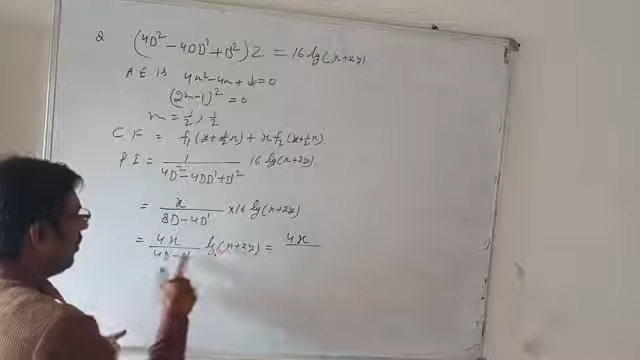 2 (4D² - 4DD' + D'²) Z = 16 log(x+2y)
A.E is 4m² - 4m + 1 = 0
(2m-1)² = 0
m = 1/2, 1/2
C F = f₁(y+½x) + x f₂(y+½x)
P.I = 1/(4D² - 4DD' + D'²) 16 log(x+2y)
= x/(8D - 4D') × 16 log(x+2y)
= 4x/ log(x+2y) = 4x/